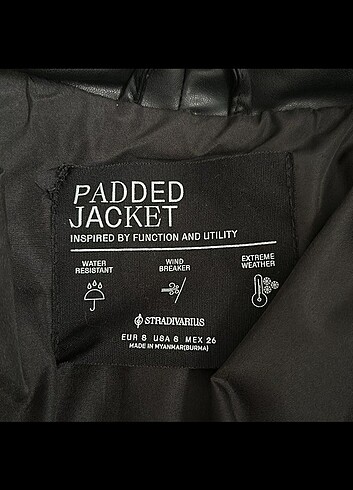 PADDED
JACKET
INSPIRED BY FUNCTION AND UTILITY
WATER
RESISTANT
WIND
BREAKER
EXTREME
WEATHER
STRADIVARIUS
EUR S USA S MEX 26
MADE IN MYANMAR(BURMA)